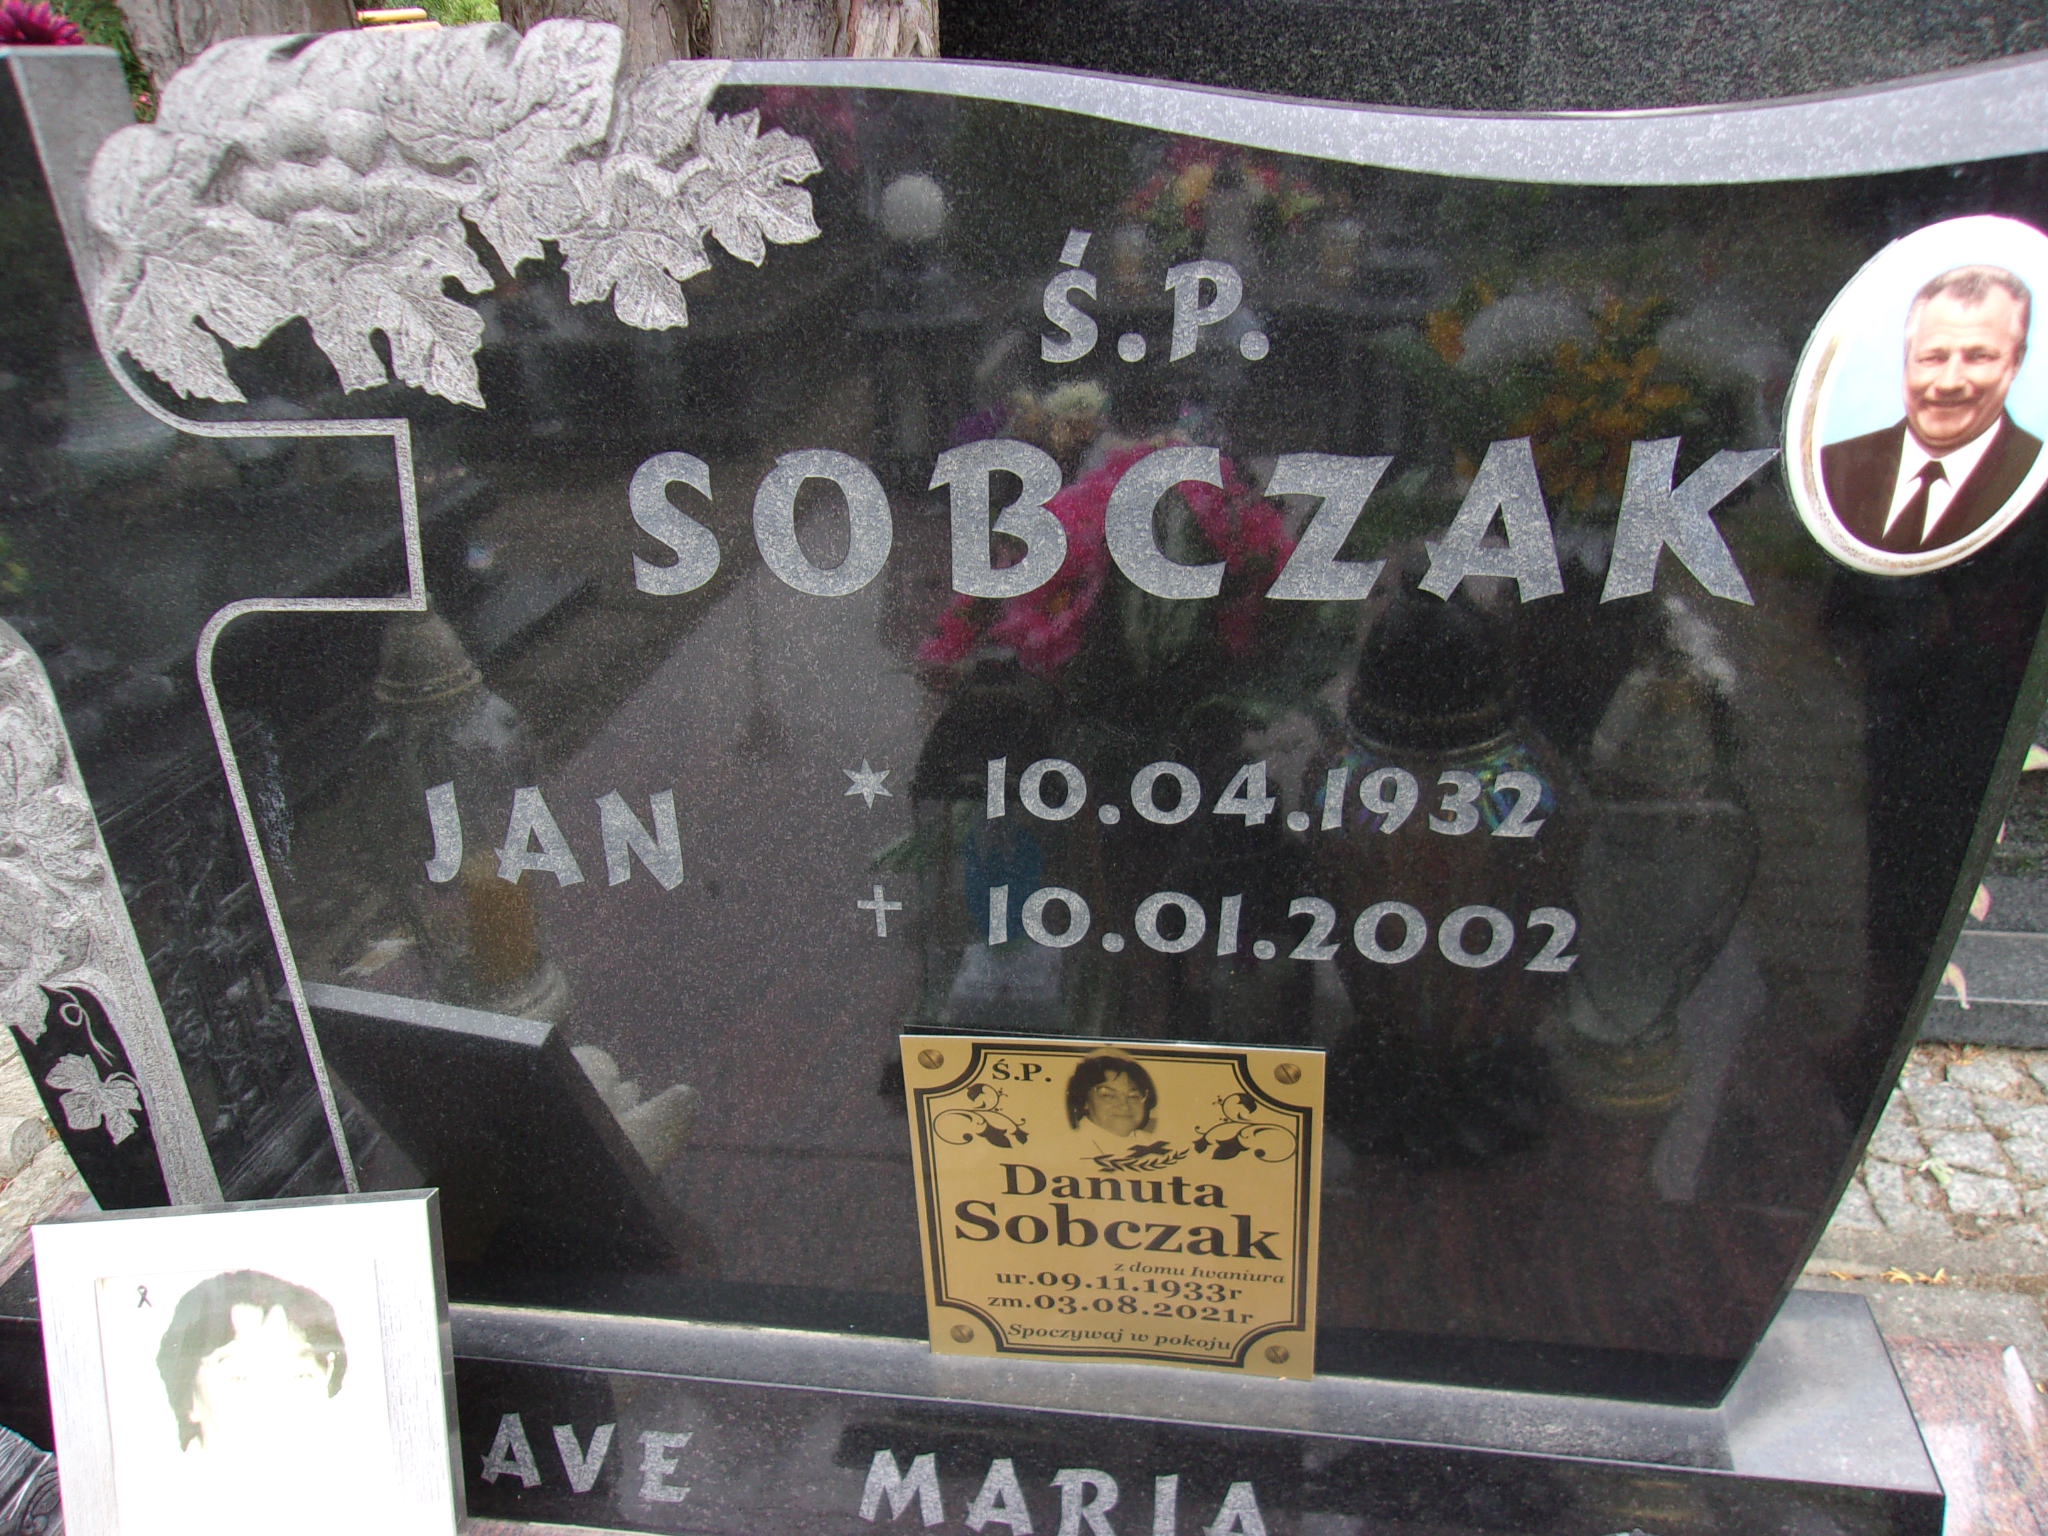 Ś.P.
SOBCZAK
JAN * 10.04.1932
✝ 10.01.2002
Ś.P.
Danuta
Sobczak
z domu Iwaniura
ur.09.11.1933r
zm.03.08.2021r
Spoczywaj w pokoju
AVE MARIA